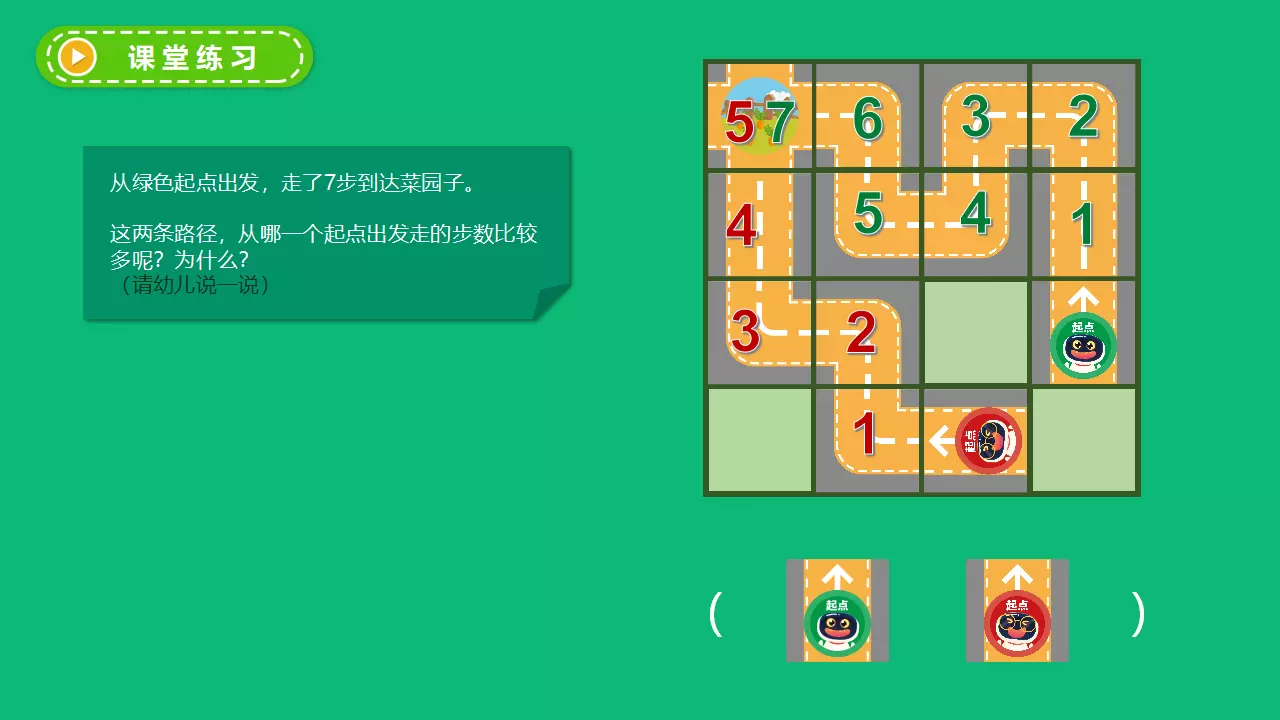 课堂练习
从绿色起点出发，走了7步到达菜园子。
这两条路径，从哪一个起点出发走的步数比较
多呢？为什么？
（请幼儿说一说）
5 7 6 3 2
4 5 4 1
3 2 起点
1 起点
( 起点 起点 )